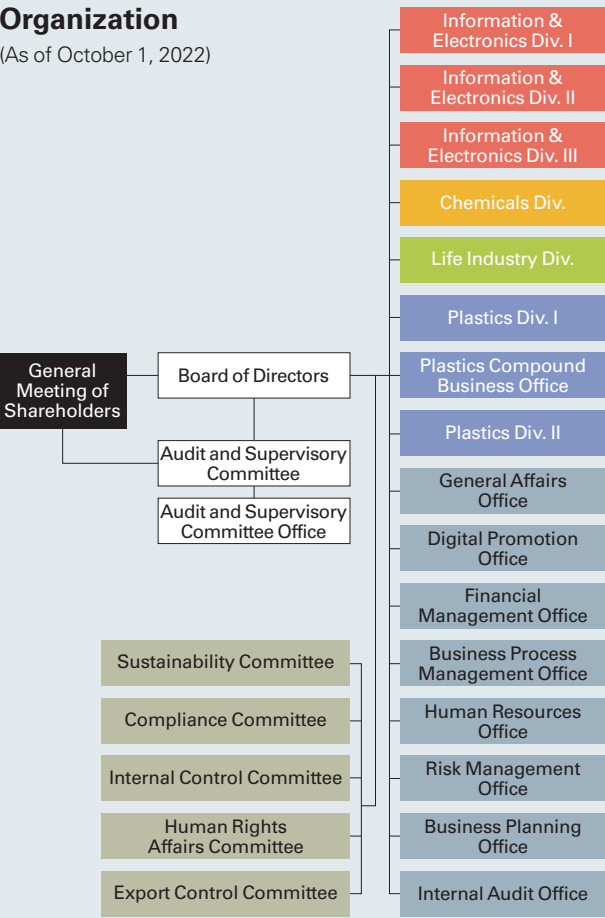 Organization
(As of October 1, 2022)
General
Meeting of
Shareholders
Board of Directors
Audit and Supervisory
Committee
Audit and Supervisory
Committee Office
Sustainability Committee
Compliance Committee
Internal Control Committee
Human Rights
Affairs Committee
Export Control Committee
Information &
Electronics Div. I
Information &
Electronics Div. II
Information &
Electronics Div. III
Chemicals Div.
Life Industry Div.
Plastics Div. I
Plastics Compound
Business Office
Plastics Div. II
General Affairs
Office
Digital Promotion
Office
Financial
Management Office
Business Process
Management Office
Human Resources
Office
Risk Management
Office
Business Planning
Office
Internal Audit Office